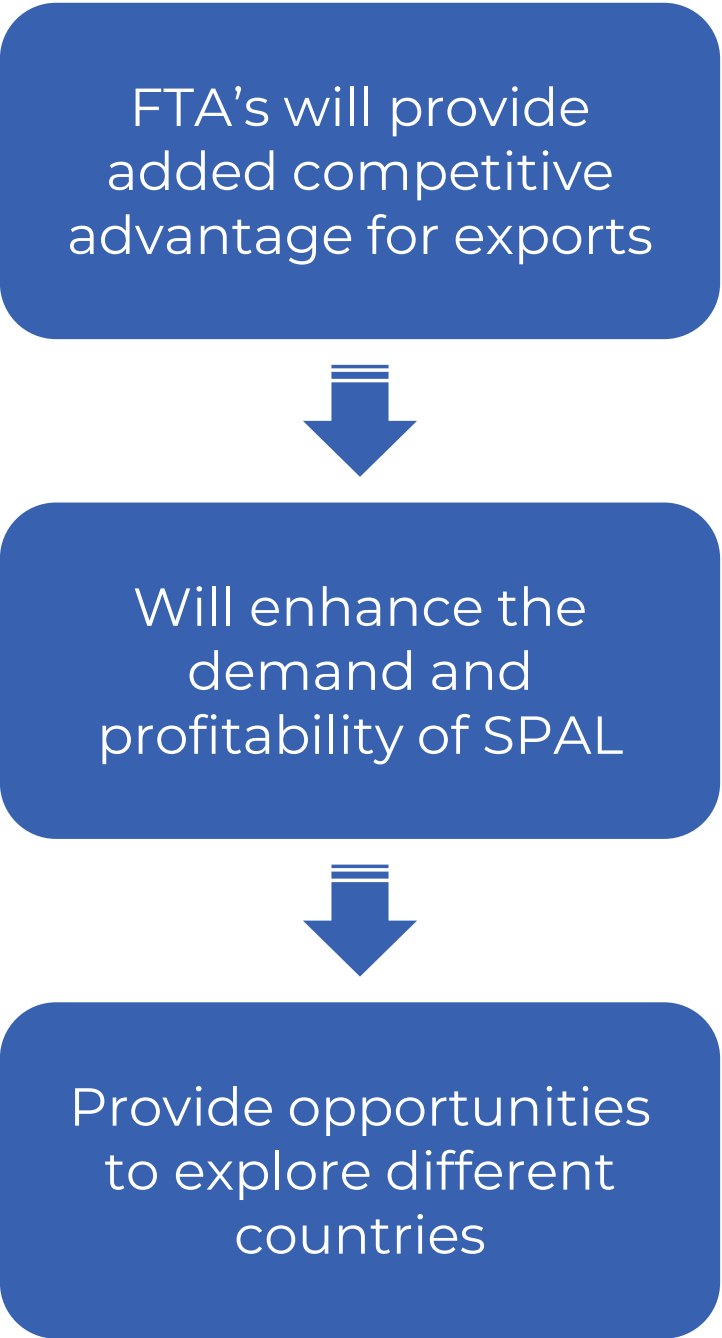 FTA’s will provide
added competitive
advantage for exports
Will enhance the
demand and
profitability of SPAL
Provide opportunities
to explore different
countries